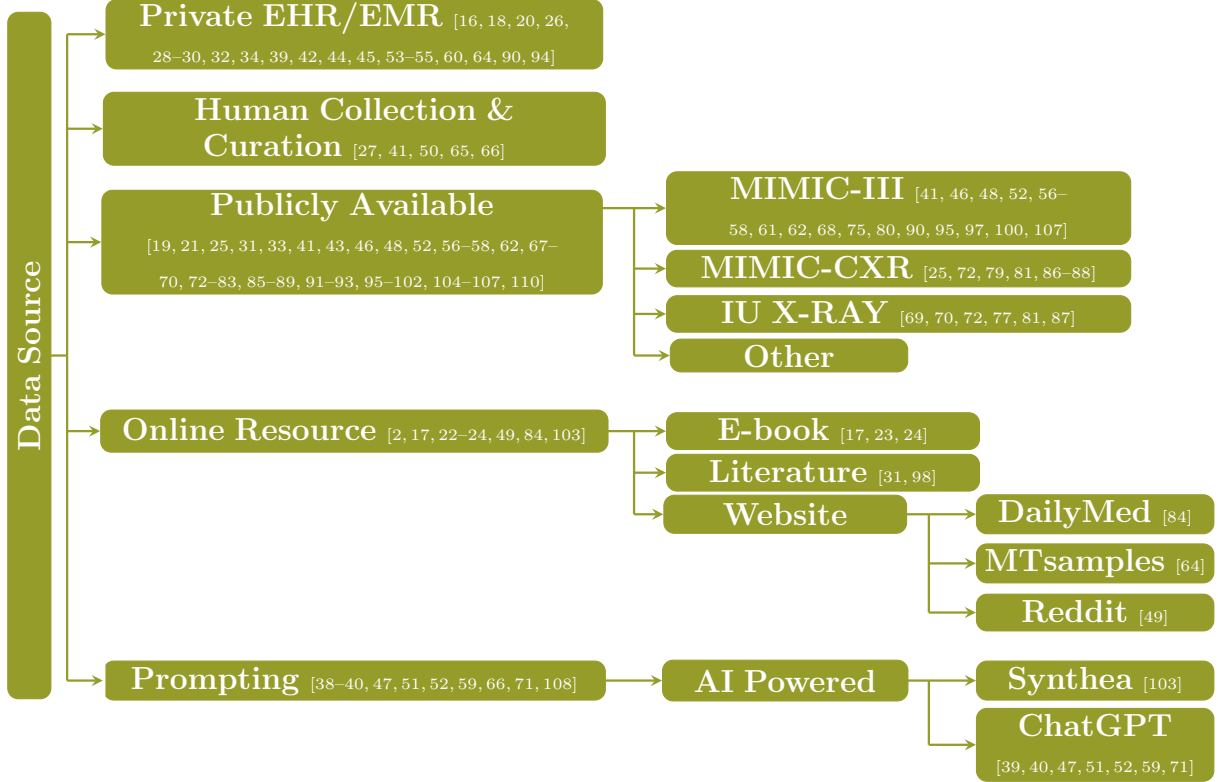 Data Source
Private EHR/EMR [16, 18, 20, 26,
28–30, 32, 34, 39, 42, 44, 45, 53–55, 60, 64, 90, 94]
Human Collection &
Curation [27, 41, 50, 65, 66]
Publicly Available
[19, 21, 25, 31, 33, 41, 43, 46, 48, 52, 56–58, 62, 67–
70, 72–83, 85–89, 91–93, 95–102, 104–107, 110]
MIMIC-III [41, 46, 48, 52, 56–
58, 61, 62, 68, 75, 80, 90, 95, 97, 100, 107]
MIMIC-CXR [25, 72, 79, 81, 86–88]
IU X-RAY [69, 70, 72, 77, 81, 87]
Other
Online Resource [2, 17, 22–24, 49, 84, 103]
E-book [17, 23, 24]
Literature [31, 98]
Website
DailyMed [84]
MTsamples [64]
Reddit [49]
Prompting [38–40, 47, 51, 52, 59, 66, 71, 108]
AI Powered
Synthea [103]
ChatGPT
[39, 40, 47, 51, 52, 59, 71]